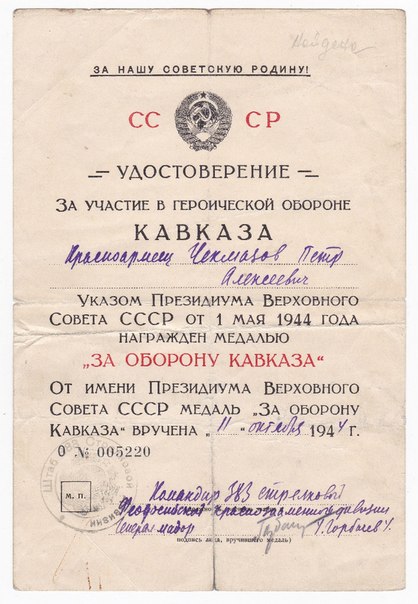 Найдено
ЗА НАШУ СОВЕТСКУЮ РОДИНУ!
СС СР
УДОСТОВЕРЕНИЕ
ЗА УЧАСТИЕ В ГЕРОИЧЕСКОЙ ОБОРОНЕ
КАВКАЗА
Красноармеец Чекмазов Петр
Алексеевич
УКАЗОМ ПРЕЗИДИУМА ВЕРХОВНОГО
СОВЕТА СССР ОТ 1 МАЯ 1944 ГОДА
НАГРАЖДЕН МЕДАЛЬЮ
„ЗА ОБОРОНУ КАВКАЗА“
ОТ ИМЕНИ ПРЕЗИДИУМА ВЕРХОВНОГО
СОВЕТА СССР МЕДАЛЬ „ЗА ОБОРОНУ
КАВКАЗА“ ВРУЧЕНА „11“ октября 1944 Г.
№ 005220
Штаб 383 Стрелковой
М. П.
Командир 383 стрелковой
Феодосийской краснознаменной дивизии
Генерал майор Горбачев
подпись лица, вручившего медаль)